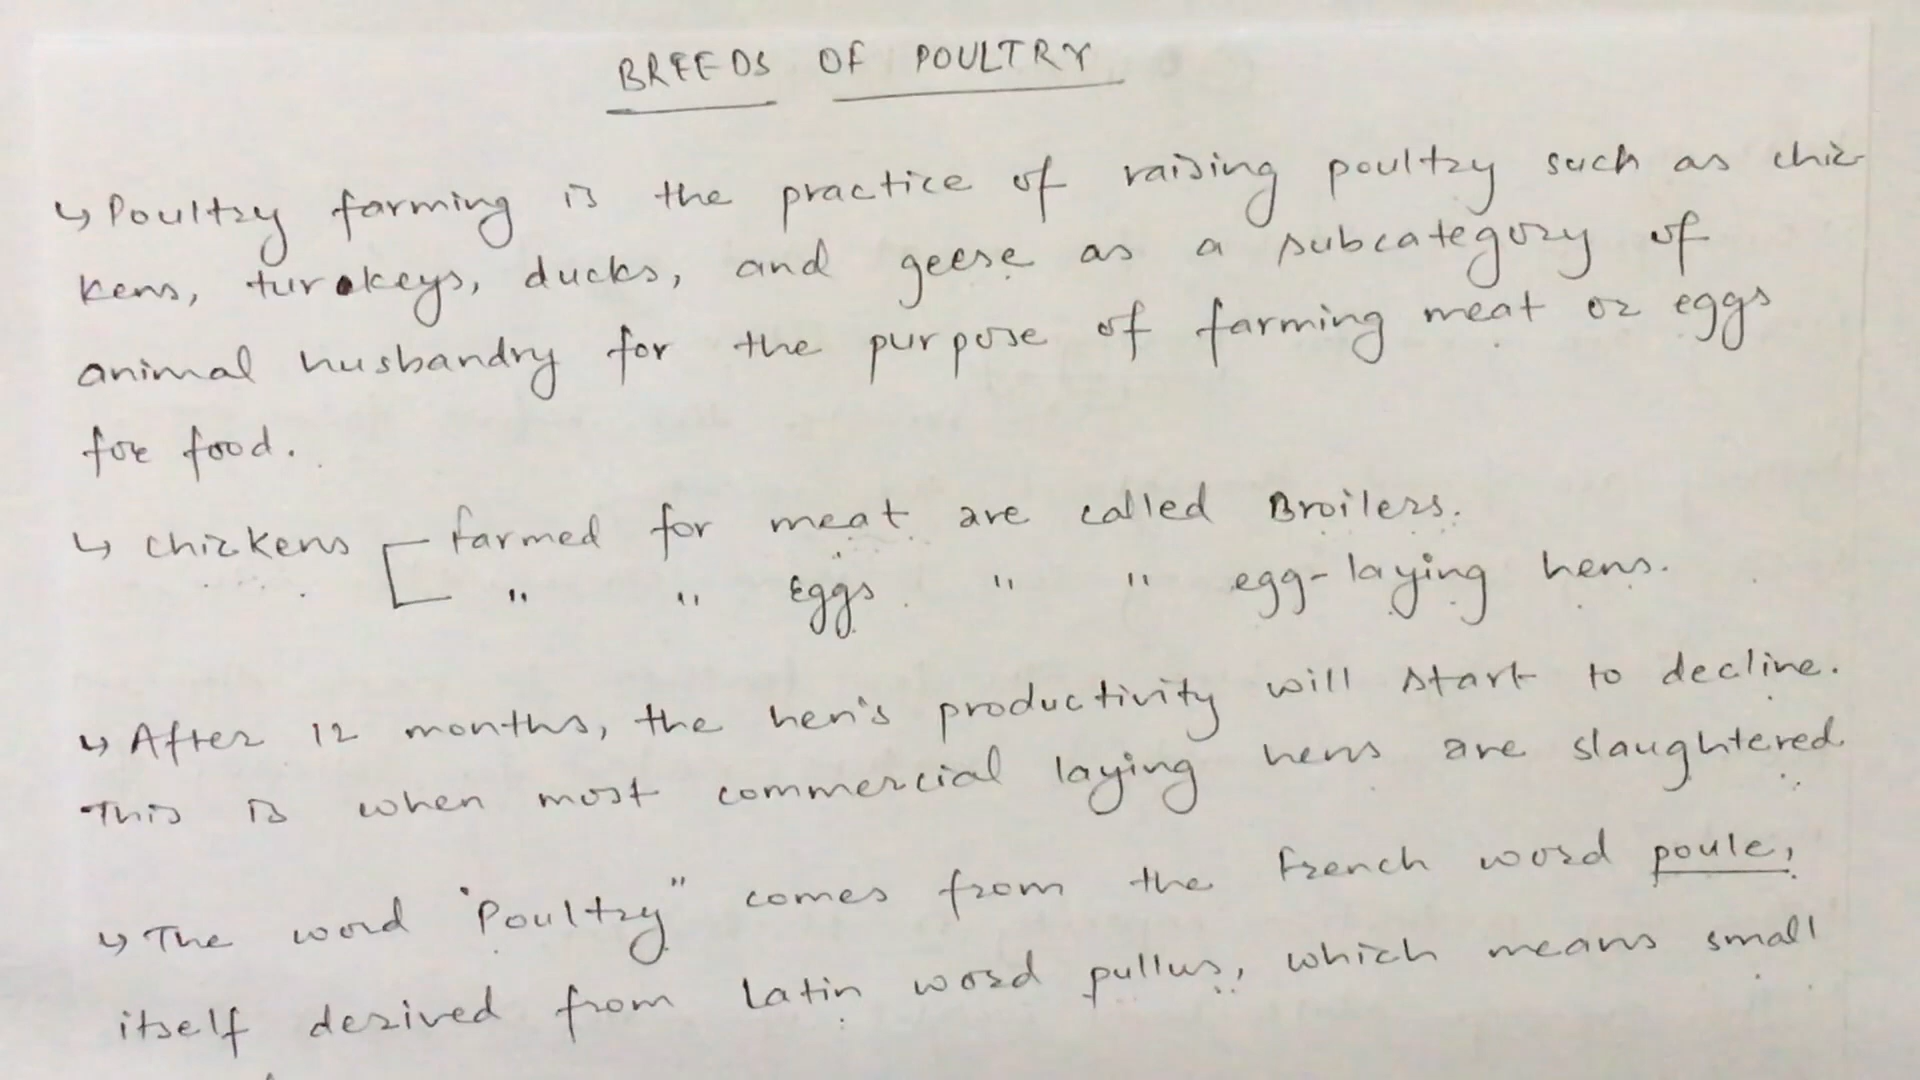 BREEDS OF POULTRY
↳ Poultry farming is the practice of raising poultry such as chic
kens, turkeys, ducks, and geese as a subcategory of
animal husbandry for the purpose of farming meat or eggs
for food.
↳ chickens farmed for meat are called Broilers.
" " Eggs " " egg-laying hens.
↳ After 12 months, the hen's productivity will start to decline.
This is when most commercial laying hens are slaughtered.
↳ The word "Poultry" comes from the French word poule,
itself derived from Latin word pullus, which means small